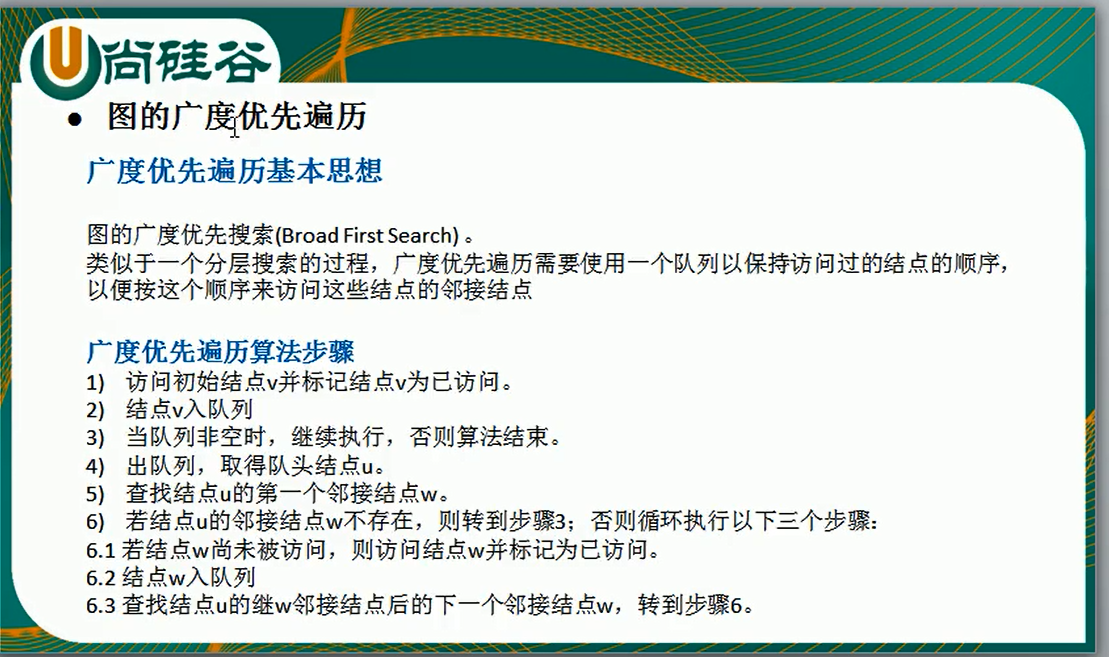 尚硅谷
● 图的广度优先遍历
广度优先遍历基本思想
图的广度优先搜索(Broad First Search) 。
类似于一个分层搜索的过程，广度优先遍历需要使用一个队列以保持访问过的结点的顺序，
以便按这个顺序来访问这些结点的邻接结点
广度优先遍历算法步骤
1) 访问初始结点v并标记结点v为已访问。
2) 结点v入队列
3) 当队列非空时，继续执行，否则算法结束。
4) 出队列，取得队头结点u。
5) 查找结点u的第一个邻接结点w。
6) 若结点u的邻接结点w不存在，则转到步骤3；否则循环执行以下三个步骤：
6.1 若结点w尚未被访问，则访问结点w并标记为已访问。
6.2 结点w入队列
6.3 查找结点u的继w邻接结点后的下一个邻接结点w，转到步骤6。